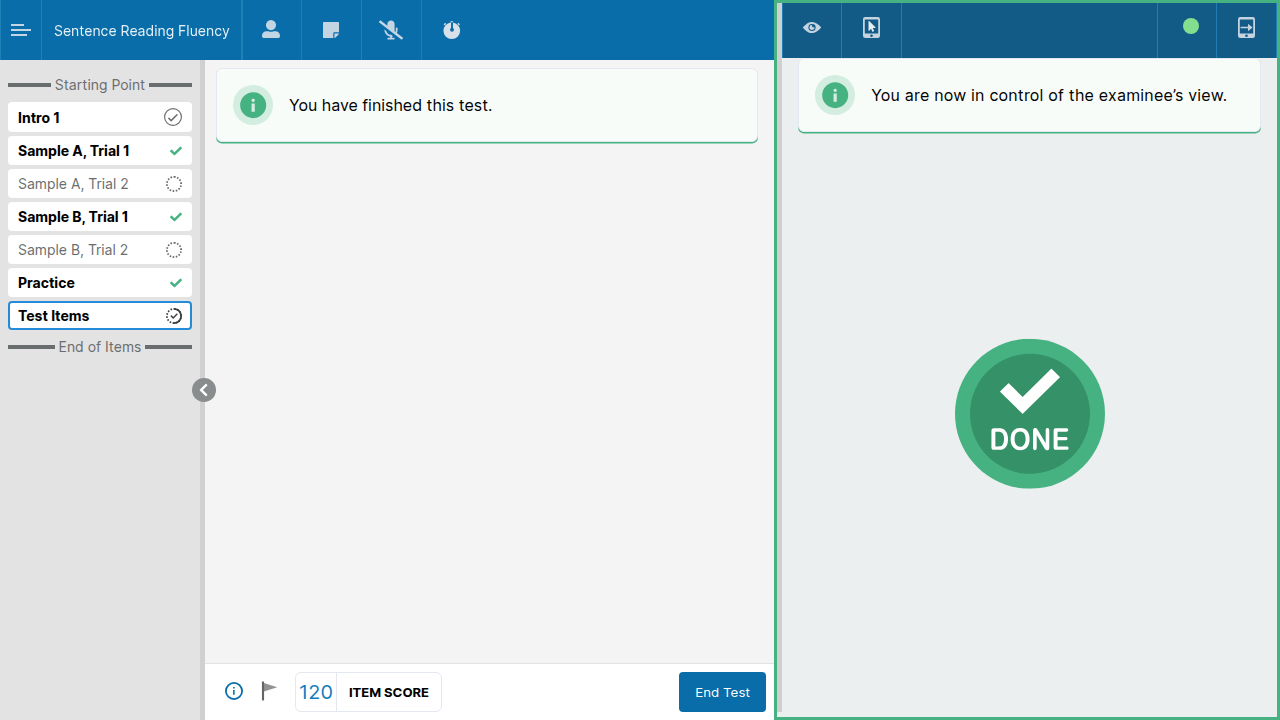 Sentence Reading Fluency
Starting Point
Intro 1
Sample A, Trial 1
Sample A, Trial 2
Sample B, Trial 1
Sample B, Trial 2
Practice
Test Items
End of Items
You have finished this test.
120 ITEM SCORE
End Test
You are now in control of the examinee’s view.
DONE